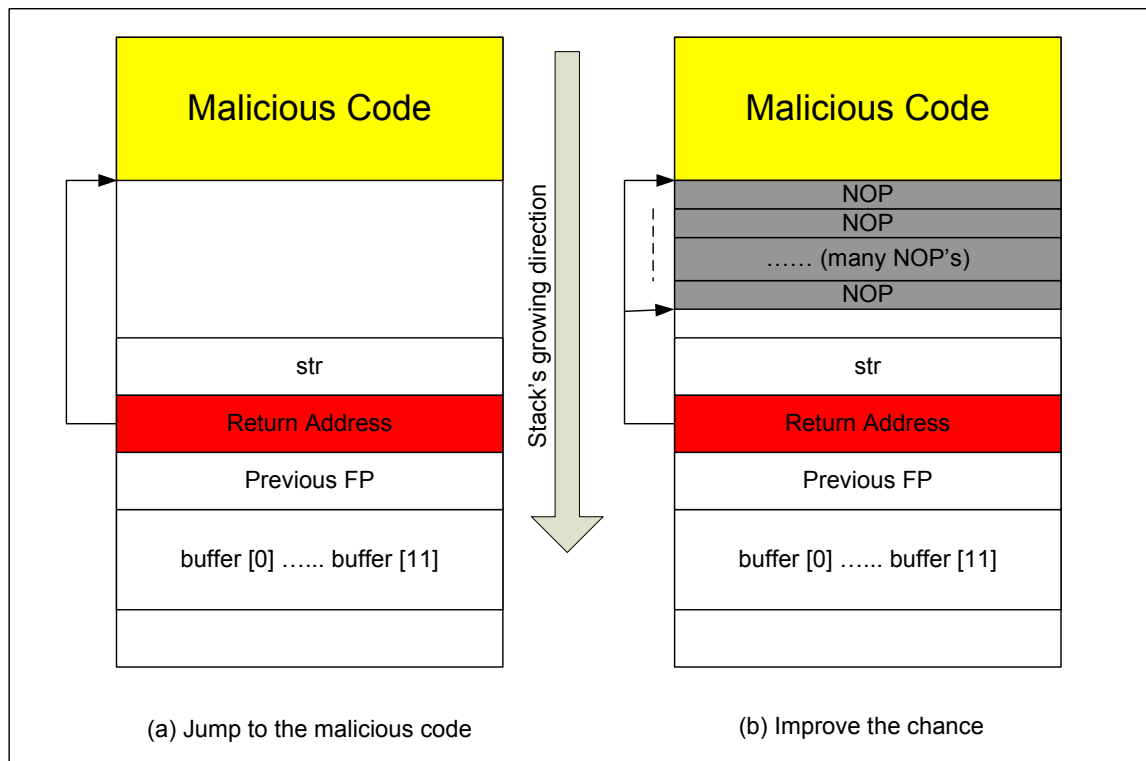 Malicious Code
str
Return Address
Previous FP
buffer [0] …... buffer [11]
(a) Jump to the malicious code
Stack's growing direction
Malicious Code
NOP
NOP
…… (many NOP's)
NOP
str
Return Address
Previous FP
buffer [0] …... buffer [11]
(b) Improve the chance